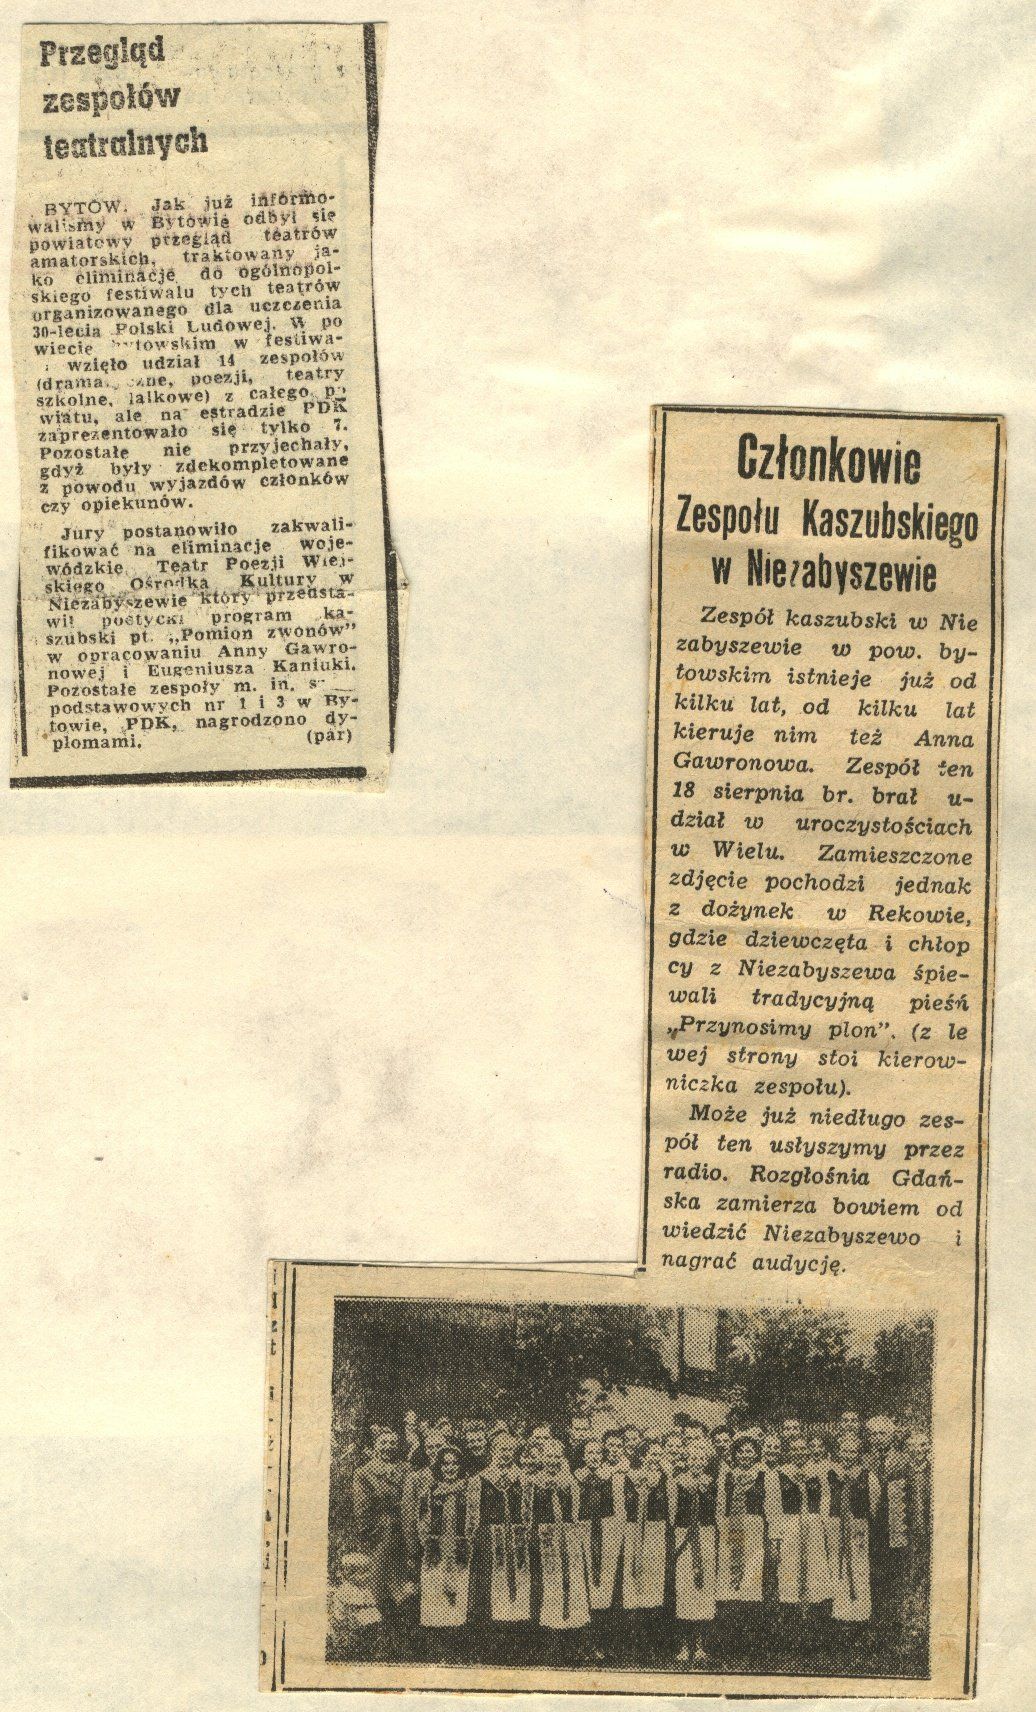 Przegląd
zespołów
teatralnych
BYTÓW. Jak już informo-
waliśmy w Bytowie odbył się
powiatowy przegląd teatrów
amatorskich, traktowany ja-
ko eliminacje do ogólnopol-
skiego festiwalu tych teatrów
organizowanego dla uczczenia
30-lecia Polski Ludowej. W po
wiecie bytowskim w festiwa-
wzięło udział 14 zespołów
poezji, teatry
szkolne, lalkowe) z całego po
wiatu, ale na estradzie PDK
zaprezentowało się tylko 7.
Pozostałe nie przyjechały,
gdyż były zdekompletowane
z powodu wyjazdów członków
czy opiekunów.
Jury postanowiło zakwali-
fikować na eliminacje woje-
wódzkie Teatr Poezji Wiej-
skiego Ośrodka Kultury w
Niezabyszewie który przedsta-
wił poetycki program ka-
szubski pt. „Pomion zwonów”
w opracowaniu Anny Gawro-
nowej i Eugeniusza Kaniuki.
Pozostałe zespoły m. in.
podstawowych nr 1 i 3 w By-
towie, PDK, nagrodzono dy-
plomami. (par)
Członkowie
Zespołu Kaszubskiego
w Niezabyszewie
Zespół kaszubski w Nie
zabyszewie w pow. by-
towskim istnieje już od
kilku lat, od kilku lat
kieruje nim też Anna
Gawronowa. Zespół ten
18 sierpnia br. brał u-
dział w uroczystościach
w Wielu. Zamieszczone
zdjęcie pochodzi jednak
z dożynek w Rekowie,
gdzie dziewczęta i chłop
cy z Niezabyszewa śpie-
wali tradycyjną pieśń
„Przynosimy plon”. (z le
wej strony stoi kierow-
niczka zespołu).
Może już niedługo zes-
pół ten usłyszymy przez
radio. Rozgłośnia Gdań-
ska zamierza bowiem od
wiedzić Niezabyszewo i
nagrać audycję.